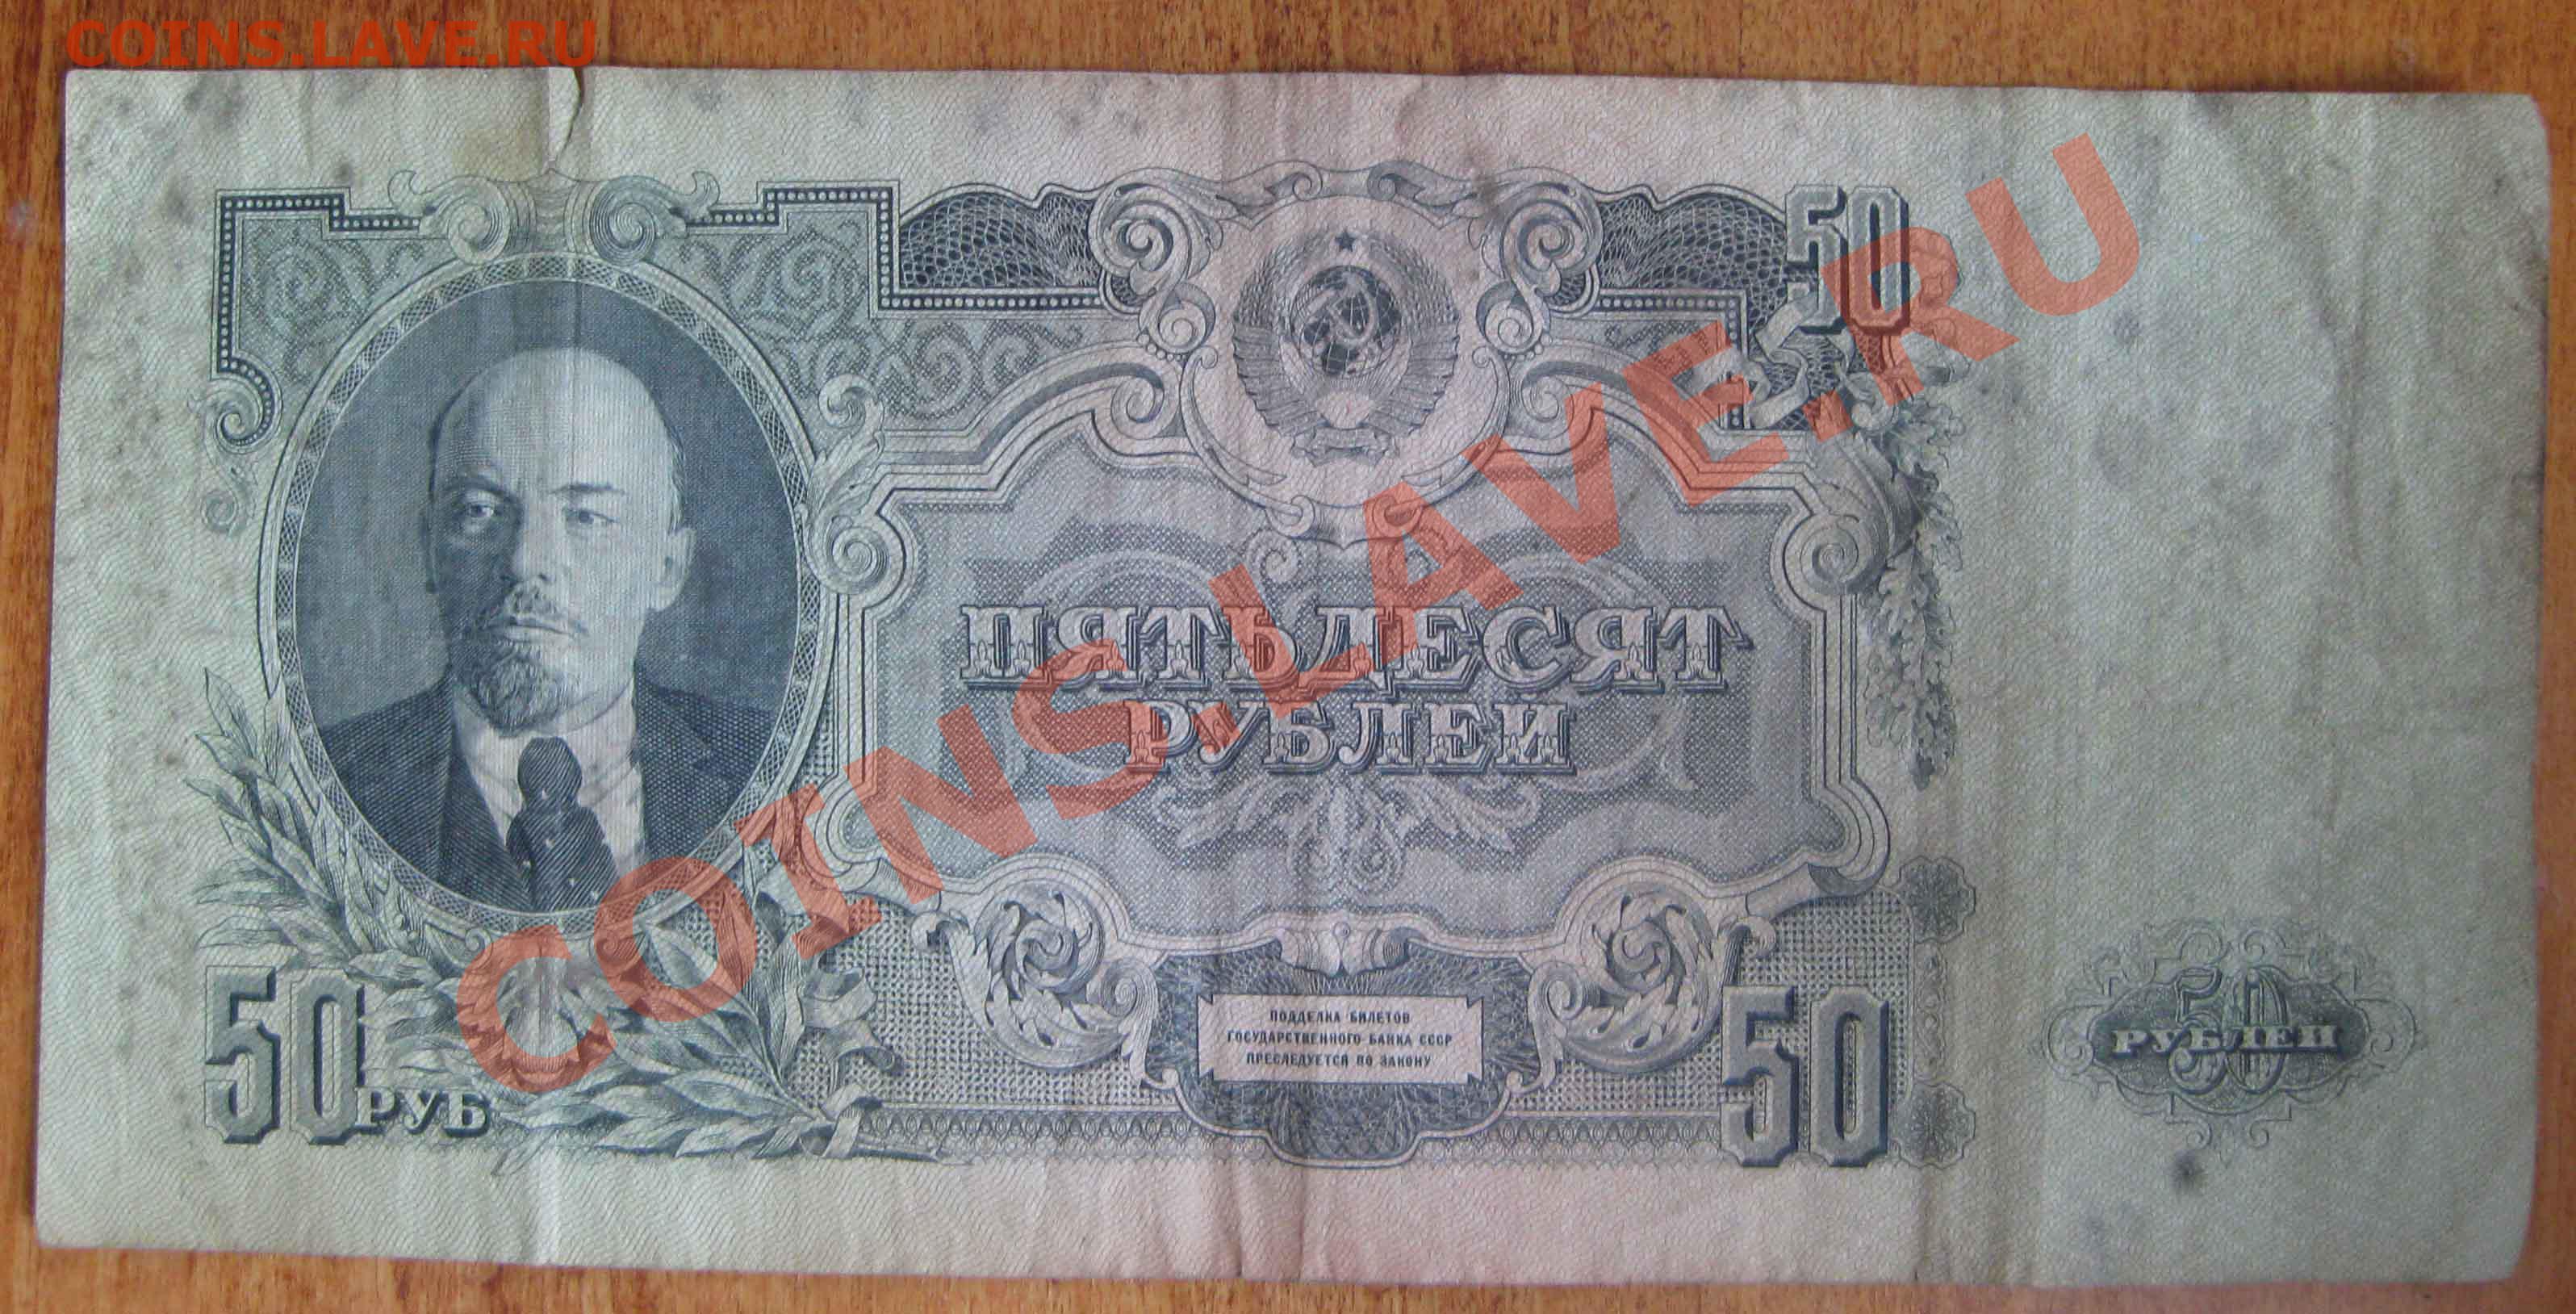 COINS.LAVE.RU
50
ПЯТЬДЕСЯТ
РУБЛЕЙ
COINS.LAVE.RU
50 РУБ
ПОДДЕЛКА БИЛЕТОВ
ГОСУДАРСТВЕННОГО БАНКА СССР
ПРЕСЛЕДУЕТСЯ ПО ЗАКОНУ
50
50
РУБЛЕЙ